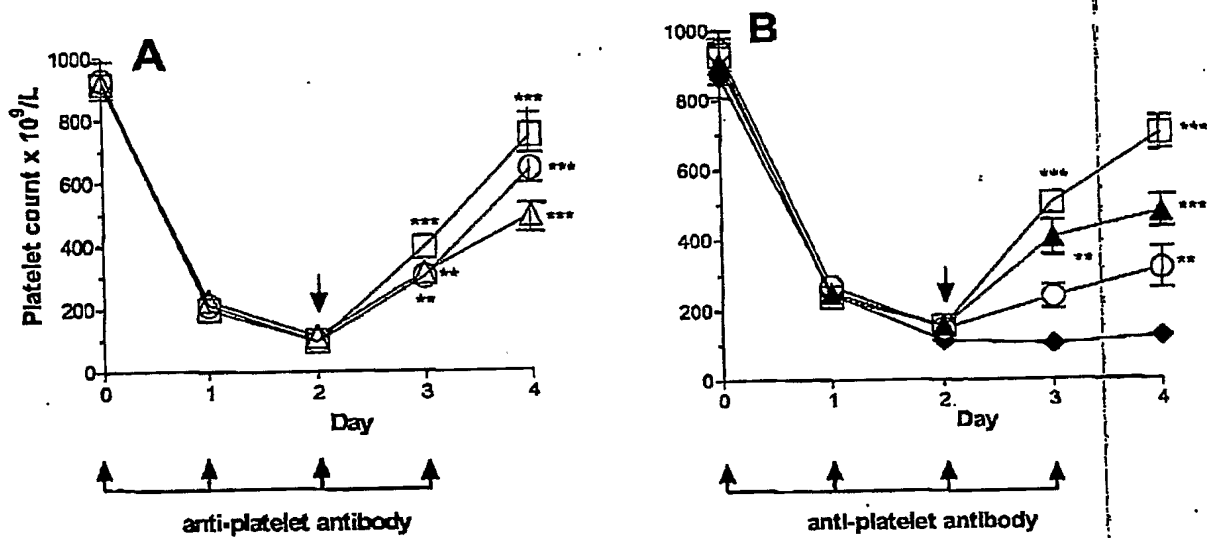 A
Platelet count x 10⁹/L
1000
800
600
400
200
0
***
***
***
***
**
**
0 1 2 3 4
Day
anti-platelet antibody
B
1000
800
600
400
200
0
***
***
***
**
**
0 1 2. 3 4
Day
anti-platelet antibody